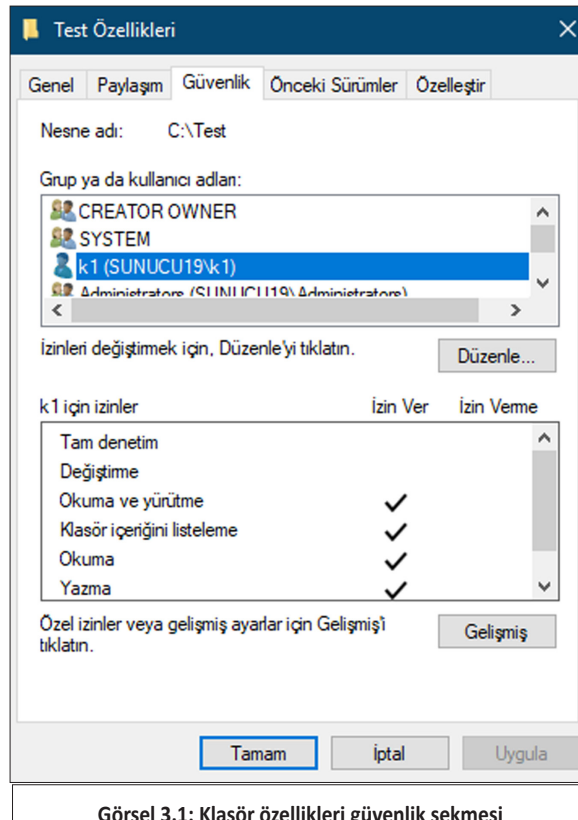 Test Özellikleri
Genel Paylaşım Güvenlik Önceki Sürümler Özelleştir
Nesne adı: C:\Test
Grup ya da kullanıcı adları:
CREATOR OWNER
SYSTEM
k1 (SUNUCU19\k1)
Administrators (SUNUCU19\Administrators)
İzinleri değiştirmek için, Düzenle'yi tıklatın.
Düzenle...
k1 için izinler İzin Ver İzin Verme
Tam denetim
Değiştirme
Okuma ve yürütme
Klasör içeriğini listeleme
Okuma
Yazma
Özel izinler veya gelişmiş ayarlar için Gelişmiş'i
tıklatın.
Gelişmiş
Tamam İptal Uygula
Görsel 3.1: Klasör özellikleri güvenlik sekmesi